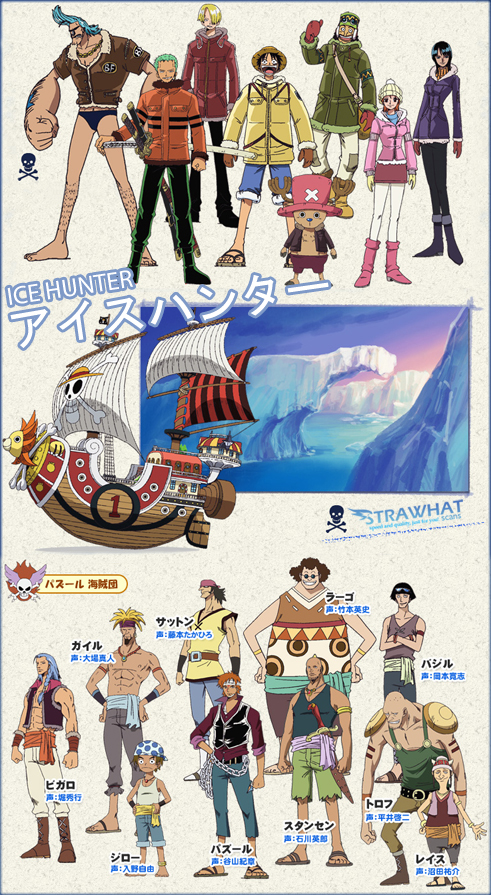 ICE HUNTER
アイスハンター
1
STRAWHAT
speed and quality, just for you! scans
パズール 海賊団
ラーゴ
声:竹本英史
サットン
声:藤本たかひろ
ガイル
声:大場真人
バジル
声:岡本寛志
ビガロ
声:堀秀行
ジロー
声:入野自由
パズール
声:谷山紀章
スタンセン
声:石川英郎
トロフ
声:平井啓二
レイス
声:沼田祐介